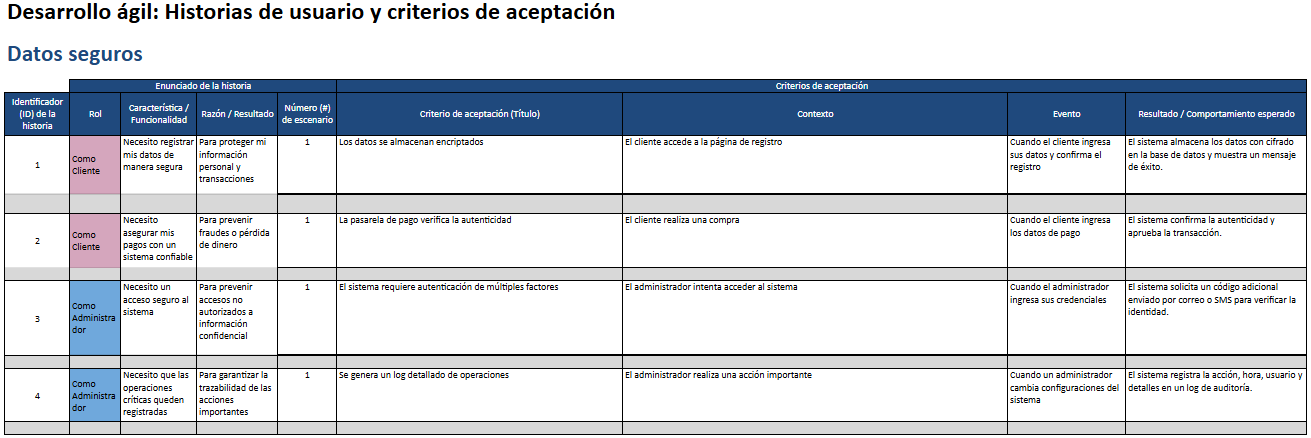 Desarrollo ágil: Historias de usuario y criterios de aceptación
Datos seguros
Enunciado de la historia
Criterios de aceptación
Identificador
(ID) de la
historia
Rol
Característica /
Funcionalidad
Razón / Resultado
Número (#)
de escenario
Criterio de aceptación (Título)
Contexto
Evento
Resultado / Comportamiento esperado
1
Como
Cliente
Necesito registrar
mis datos de
manera segura
Para proteger mi
información
personal y
transacciones
1
Los datos se almacenan encriptados
El cliente accede a la página de registro
Cuando el cliente ingresa
sus datos y confirma el
registro
El sistema almacena los datos con cifrado
en la base de datos y muestra un mensaje
de éxito.
2
Como
Cliente
Necesito
asegurar mis
pagos con un
sistema confiable
Para prevenir
fraudes o pérdida
de dinero
1
La pasarela de pago verifica la autenticidad
El cliente realiza una compra
Cuando el cliente ingresa
los datos de pago
El sistema confirma la autenticidad y
aprueba la transacción.
3
Como
Administra
dor
Necesito un
acceso seguro al
sistema
Para prevenir
accesos no
autorizados a
información
confidencial
1
El sistema requiere autenticación de múltiples factores
El administrador intenta acceder al sistema
Cuando el administrador
ingresa sus credenciales
El sistema solicita un código adicional
enviado por correo o SMS para verificar la
identidad.
4
Como
Administra
dor
Necesito que las
operaciones
críticas queden
registradas
Para garantizar la
trazabilidad de las
acciones
importantes
1
Se genera un log detallado de operaciones
El administrador realiza una acción importante
Cuando un administrador
cambia configuraciones del
sistema
El sistema registra la acción, hora, usuario y
detalles en un log de auditoría.